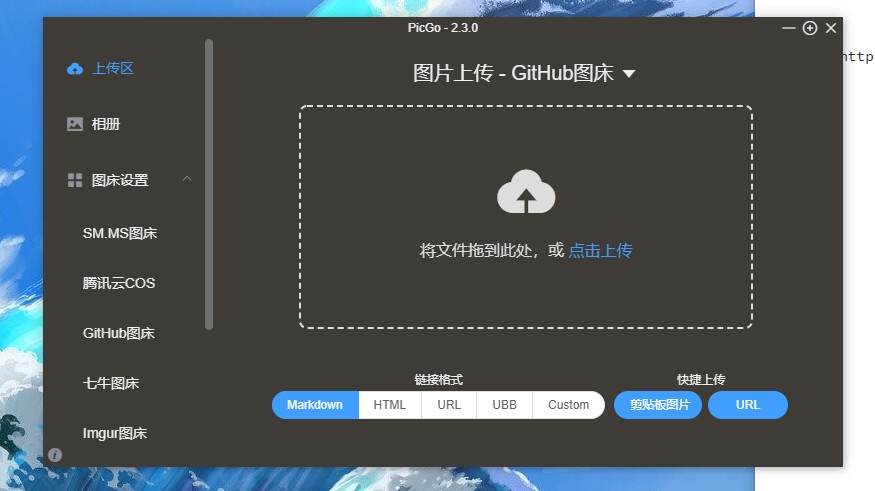 PicGo - 2.3.0
http
上传区
相册
图床设置
SM.MS图床
腾讯云COS
GitHub图床
七牛图床
Imgur图床
图片上传 - GitHub图床
将文件拖到此处，或 点击上传
链接格式
Markdown HTML URL UBB Custom
快捷上传
剪贴板图片 URL